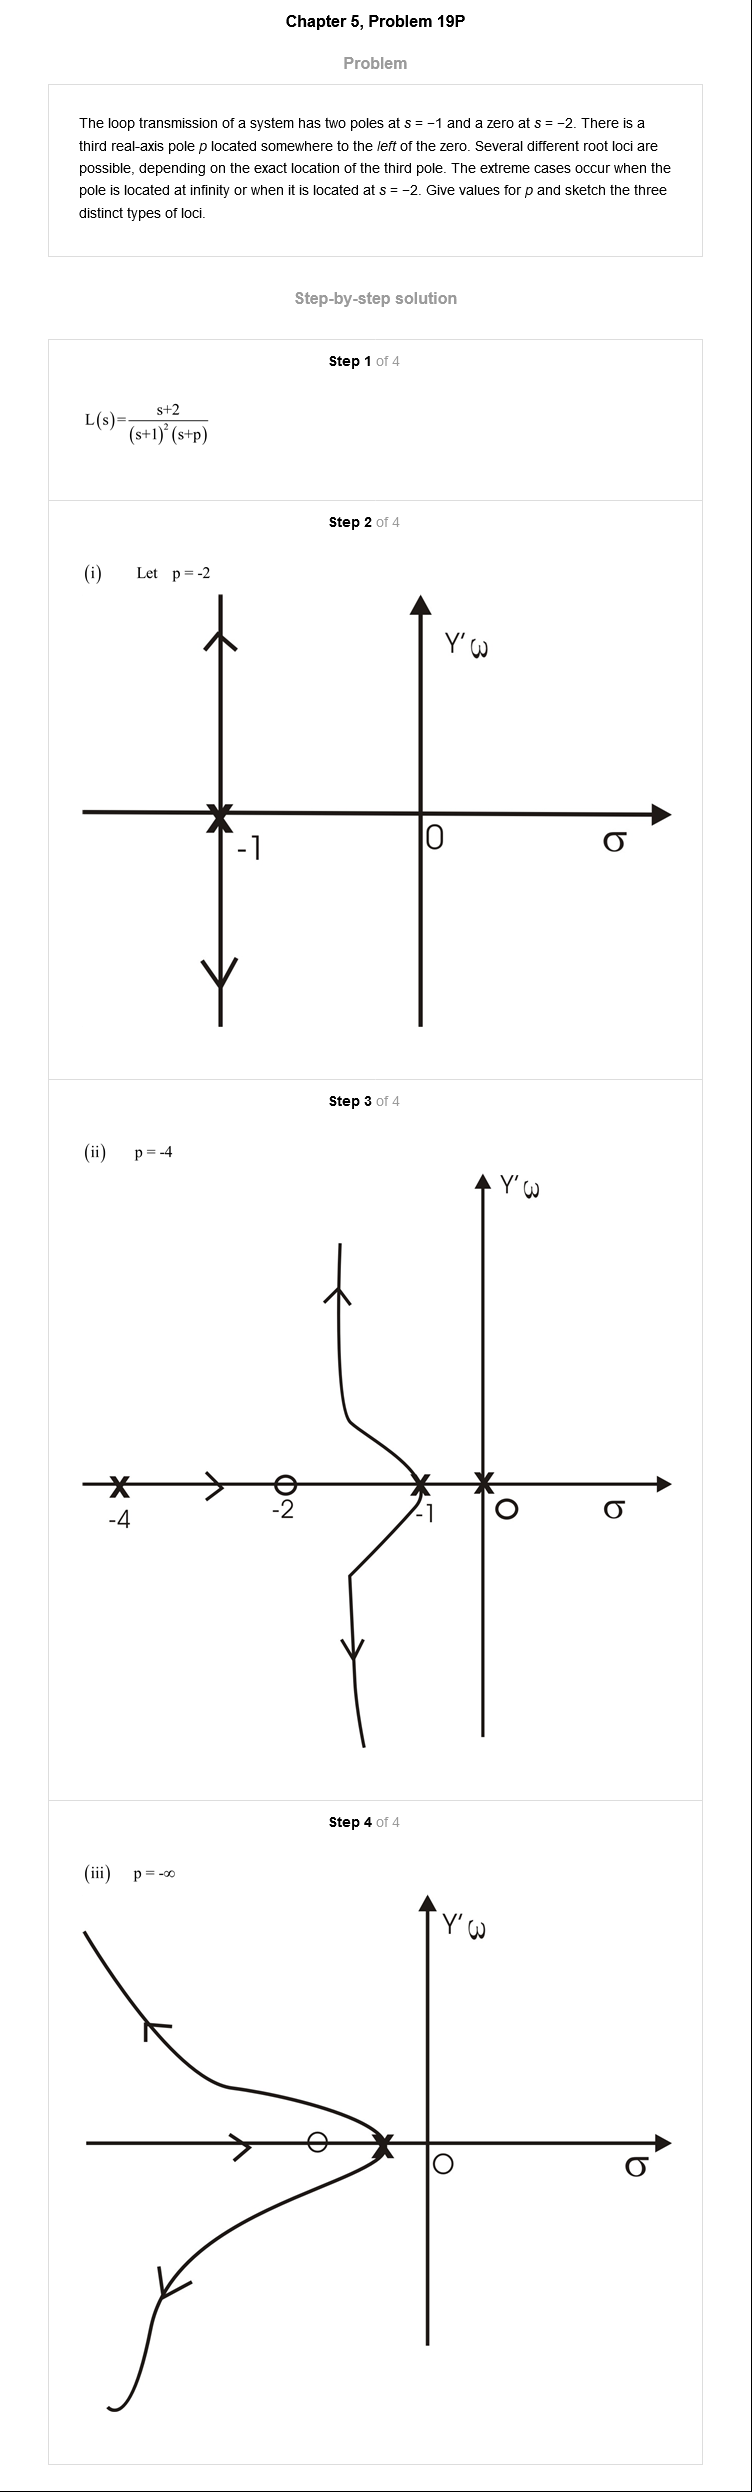 Chapter 5, Problem 19P
Problem
The loop transmission of a system has two poles at s = −1 and a zero at s = −2. There is a
third real-axis pole p located somewhere to the left of the zero. Several different root loci are
possible, depending on the exact location of the third pole. The extreme cases occur when the
pole is located at infinity or when it is located at s = −2. Give values for p and sketch the three
distinct types of loci.
Step-by-step solution
Step 1 of 4
L(s)= s+2 / (s+1)² (s+p)
Step 2 of 4
(i) Let p = -2
Y' ω
-1
0
σ
Step 3 of 4
(ii) p = -4
Y' ω
-4
-2
-1
O
σ
Step 4 of 4
(iii) p = -∞
Y' ω
O
σ